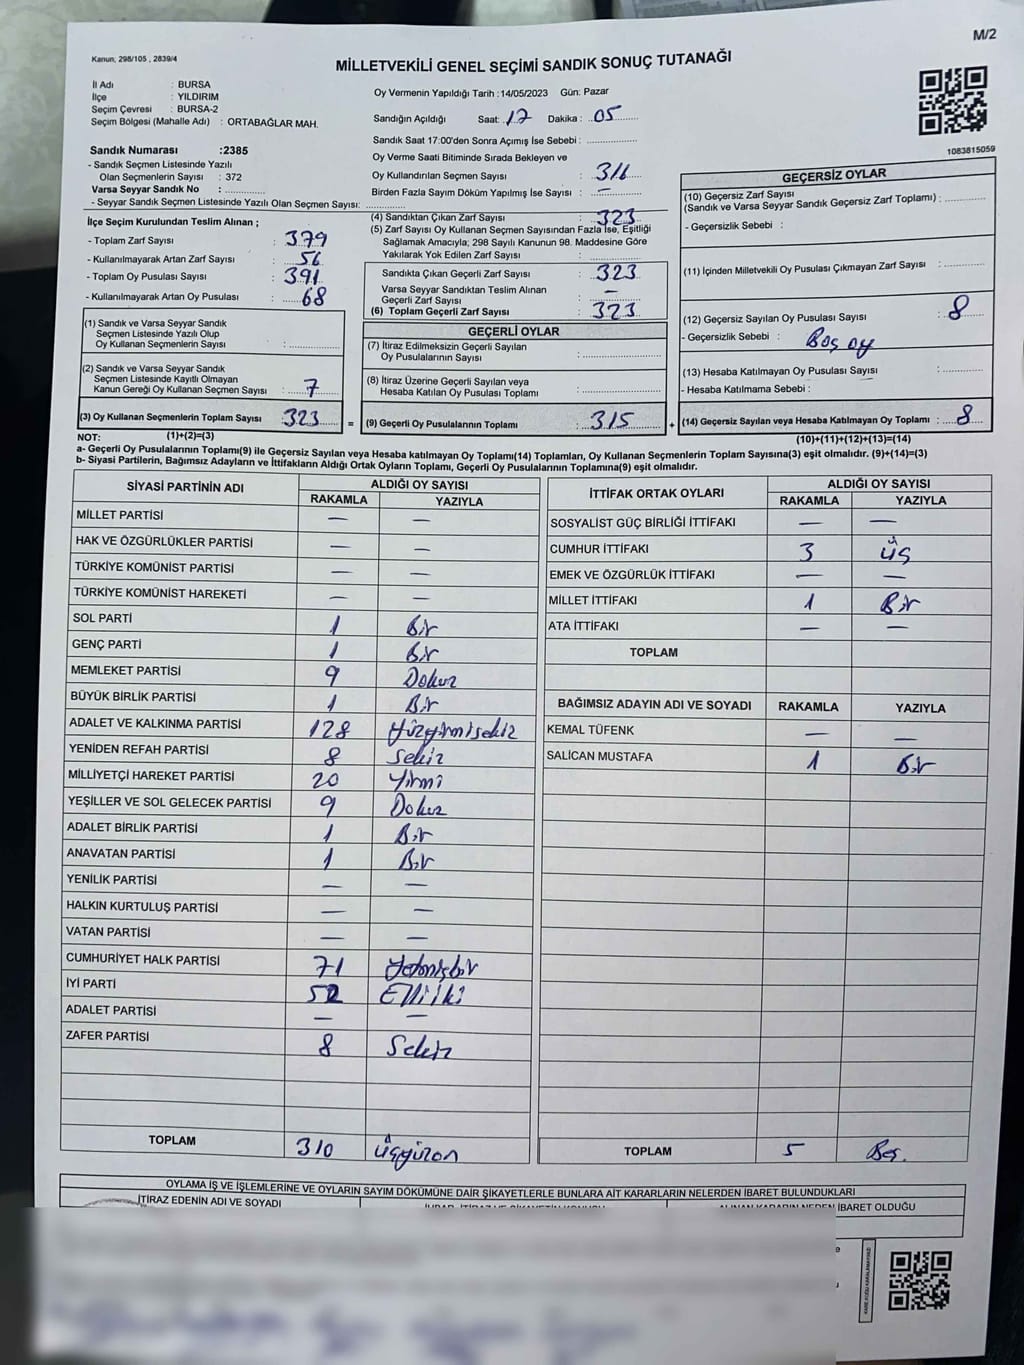 M/2
Kanun; 298/105 , 2839/4
MİLLETVEKİLİ GENEL SEÇİMİ SANDIK SONUÇ TUTANAĞI
İl Adı : BURSA
İlçe : YILDIRIM
Seçim Çevresi : BURSA-2
Seçim Bölgesi (Mahalle Adı) : ORTABAĞLAR MAH.
Sandık Numarası :2385
- Sandık Seçmen Listesinde Yazılı
Olan Seçmenlerin Sayısı : 372
Varsa Seyyar Sandık No :
- Seyyar Sandık Seçmen Listesinde Yazılı Olan Seçmen Sayısı:
Oy Vermenin Yapıldığı Tarih :14/05/2023 Gün: Pazar
Sandığın Açıldığı Saat: 17 Dakika : 05
Sandık Saat 17:00'den Sonra Açımış İse Sebebi :
Oy Verme Saati Bitiminde Sırada Bekleyen ve
Oy Kullandırılan Seçmen Sayısı : 316
Birden Fazla Sayım Döküm Yapılmış İse Sayısı : —
1083815059
İlçe Seçim Kurulundan Teslim Alınan ;
- Toplam Zarf Sayısı : 379
- Kullanılmayarak Artan Zarf Sayısı : 56
- Toplam Oy Pusulası Sayısı : 391
- Kullanılmayarak Artan Oy Pusulası : 68
(4) Sandıktan Çıkan Zarf Sayısı : 323
(5) Zarf Sayısı Oy Kullanan Seçmen Sayısından Fazla İse, Eşitliği
Sağlamak Amacıyla; 298 Sayılı Kanunun 98. Maddesine Göre
Yakılarak Yok Edilen Zarf Sayısı :
Sandıkta Çıkan Geçerli Zarf Sayısı : 323
Varsa Seyyar Sandıktan Teslim Alınan
Geçerli Zarf Sayısı : —
(6) Toplam Geçerli Zarf Sayısı : 323
GEÇERSİZ OYLAR
(10) Geçersiz Zarf Sayısı
(Sandık ve Varsa Seyyar Sandık Geçersiz Zarf Toplamı) :
- Geçersizlik Sebebi :
(11) İçinden Milletvekili Oy Pusulası Çıkmayan Zarf Sayısı :
(12) Geçersiz Sayılan Oy Pusulası Sayısı : 8
- Geçersizlik Sebebi : Boş oy
(13) Hesaba Katılmayan Oy Pusulası Sayısı :
- Hesaba Katılmama Sebebi :
(14) Geçersiz Sayılan veya Hesaba Katılmayan Oy Toplamı : 8
(10)+(11)+(12)+(13)=(14)
(1) Sandık ve Varsa Seyyar Sandık
Seçmen Listesinde Yazılı Olup
Oy Kullanan Seçmenlerin Sayısı :
(2) Sandık ve Varsa Seyyar Sandık
Seçmen Listesinde Kayıtlı Olmayan
Kanun Gereği Oy Kullanan Seçmen Sayısı : 7
(3) Oy Kullanan Seçmenlerin Toplam Sayısı 323 =
(1)+(2)=(3)
GEÇERLİ OYLAR
(7) İtiraz Edilmeksizin Geçerli Sayılan
Oy Pusulalarının Sayısı :
(8) İtiraz Üzerine Geçerli Sayılan veya
Hesaba Katılan Oy Pusulası Toplamı :
(9) Geçerli Oy Pusulalarının Toplamı : 315 +
NOT:
a- Geçerli Oy Pusulalarının Toplamı(9) ile Geçersiz Sayılan veya Hesaba katılmayan Oy Toplamı(14) Toplamları, Oy Kullanan Seçmenlerin Toplam Sayısına(3) eşit olmalıdır. (9)+(14)=(3)
b- Siyasi Partilerin, Bağımsız Adayların ve İttifakların Aldığı Ortak Oyların Toplamı, Geçerli Oy Pusulalarının Toplamına(9) eşit olmalıdır.
SİYASİ PARTİNİN ADI ALDIĞI OY SAYISI
RAKAMLA YAZIYLA
MİLLET PARTİSİ — —
HAK VE ÖZGÜRLÜKLER PARTİSİ — —
TÜRKİYE KOMÜNİST PARTİSİ — —
TÜRKİYE KOMÜNİST HAREKETİ — —
SOL PARTİ 1 Bir
GENÇ PARTİ 1 Bir
MEMLEKET PARTİSİ 9 Dokuz
BÜYÜK BİRLİK PARTİSİ 1 Bir
ADALET VE KALKINMA PARTİSİ 128 Yüzyirmisekiz
YENİDEN REFAH PARTİSİ 8 Sekiz
MİLLİYETÇİ HAREKET PARTİSİ 20 Yirmi
YEŞİLLER VE SOL GELECEK PARTİSİ 9 Dokuz
ADALET BİRLİK PARTİSİ 1 Bir
ANAVATAN PARTİSİ 1 Bir
YENİLİK PARTİSİ — —
HALKIN KURTULUŞ PARTİSİ — —
VATAN PARTİSİ — —
CUMHURİYET HALK PARTİSİ 71 Yetmişbir
İYİ PARTİ 52 Elliiki
ADALET PARTİSİ — —
ZAFER PARTİSİ 8 Sekiz
TOPLAM 310 Üçyüzon
İTTİFAK ORTAK OYLARI ALDIĞI OY SAYISI
RAKAMLA YAZIYLA
SOSYALİST GÜÇ BİRLİĞİ İTTİFAKI — —
CUMHUR İTTİFAKI 3 üç
EMEK VE ÖZGÜRLÜK İTTİFAKI — —
MİLLET İTTİFAKI 1 Bir
ATA İTTİFAKI — —
TOPLAM
BAĞIMSIZ ADAYIN ADI VE SOYADI RAKAMLA YAZIYLA
KEMAL TÜFENK — —
SALİCAN MUSTAFA 1 Bir
TOPLAM 5 Beş.
OYLAMA İŞ VE İŞLEMLERİNE VE OYLARIN SAYIM DÖKÜMÜNE DAİR ŞİKAYETLERLE BUNLARA AİT KARARLARIN NELERDEN İBARET BULUNDUKLARI
İTİRAZ EDENİN ADI VE SOYADI
İBARET OLDUĞU